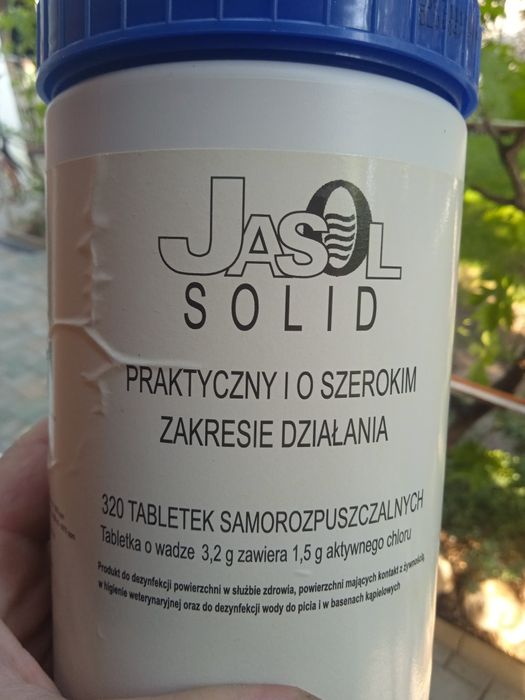 JASOL
SOLID
PRAKTYCZNY I O SZEROKIM
ZAKRESIE DZIAŁANIA
320 TABLETEK SAMOROZPUSZCZALNYCH
Tabletka o wadze 3,2 g zawiera 1,5 g aktywnego chloru
Produkt do dezynfekcji powierzchni w służbie zdrowia, powierzchni mających kontakt z żywnością,
w higienie weterynaryjnej oraz do dezynfekcji wody do picia i w basenach kąpielowych